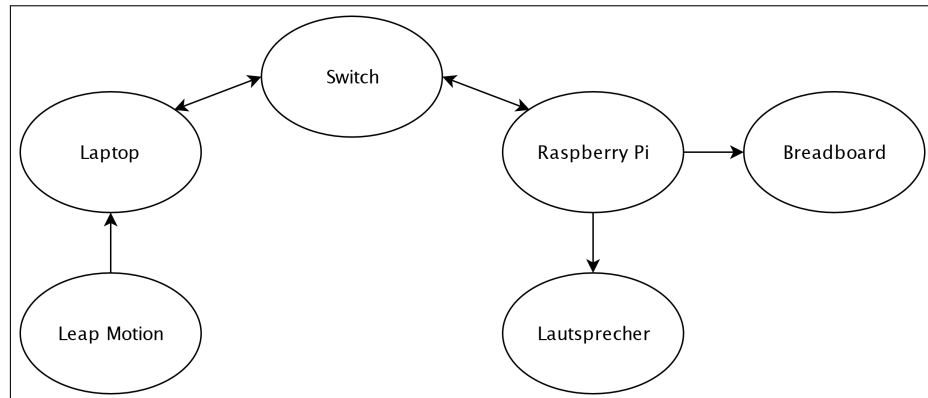 Switch
Laptop
Raspberry Pi
Breadboard
Leap Motion
Lautsprecher